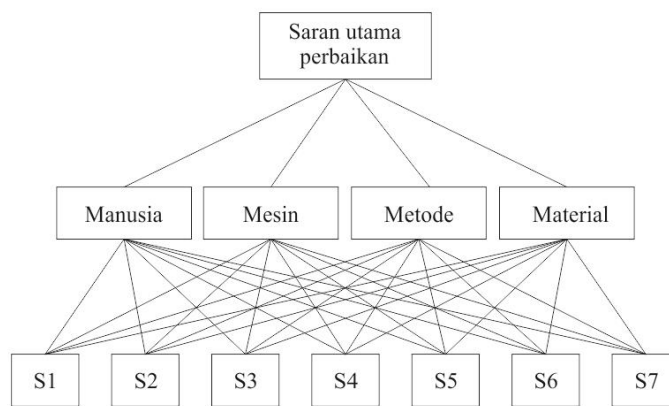 Saran utama
perbaikan
Manusia
Mesin
Metode
Material
S1
S2
S3
S4
S5
S6
S7